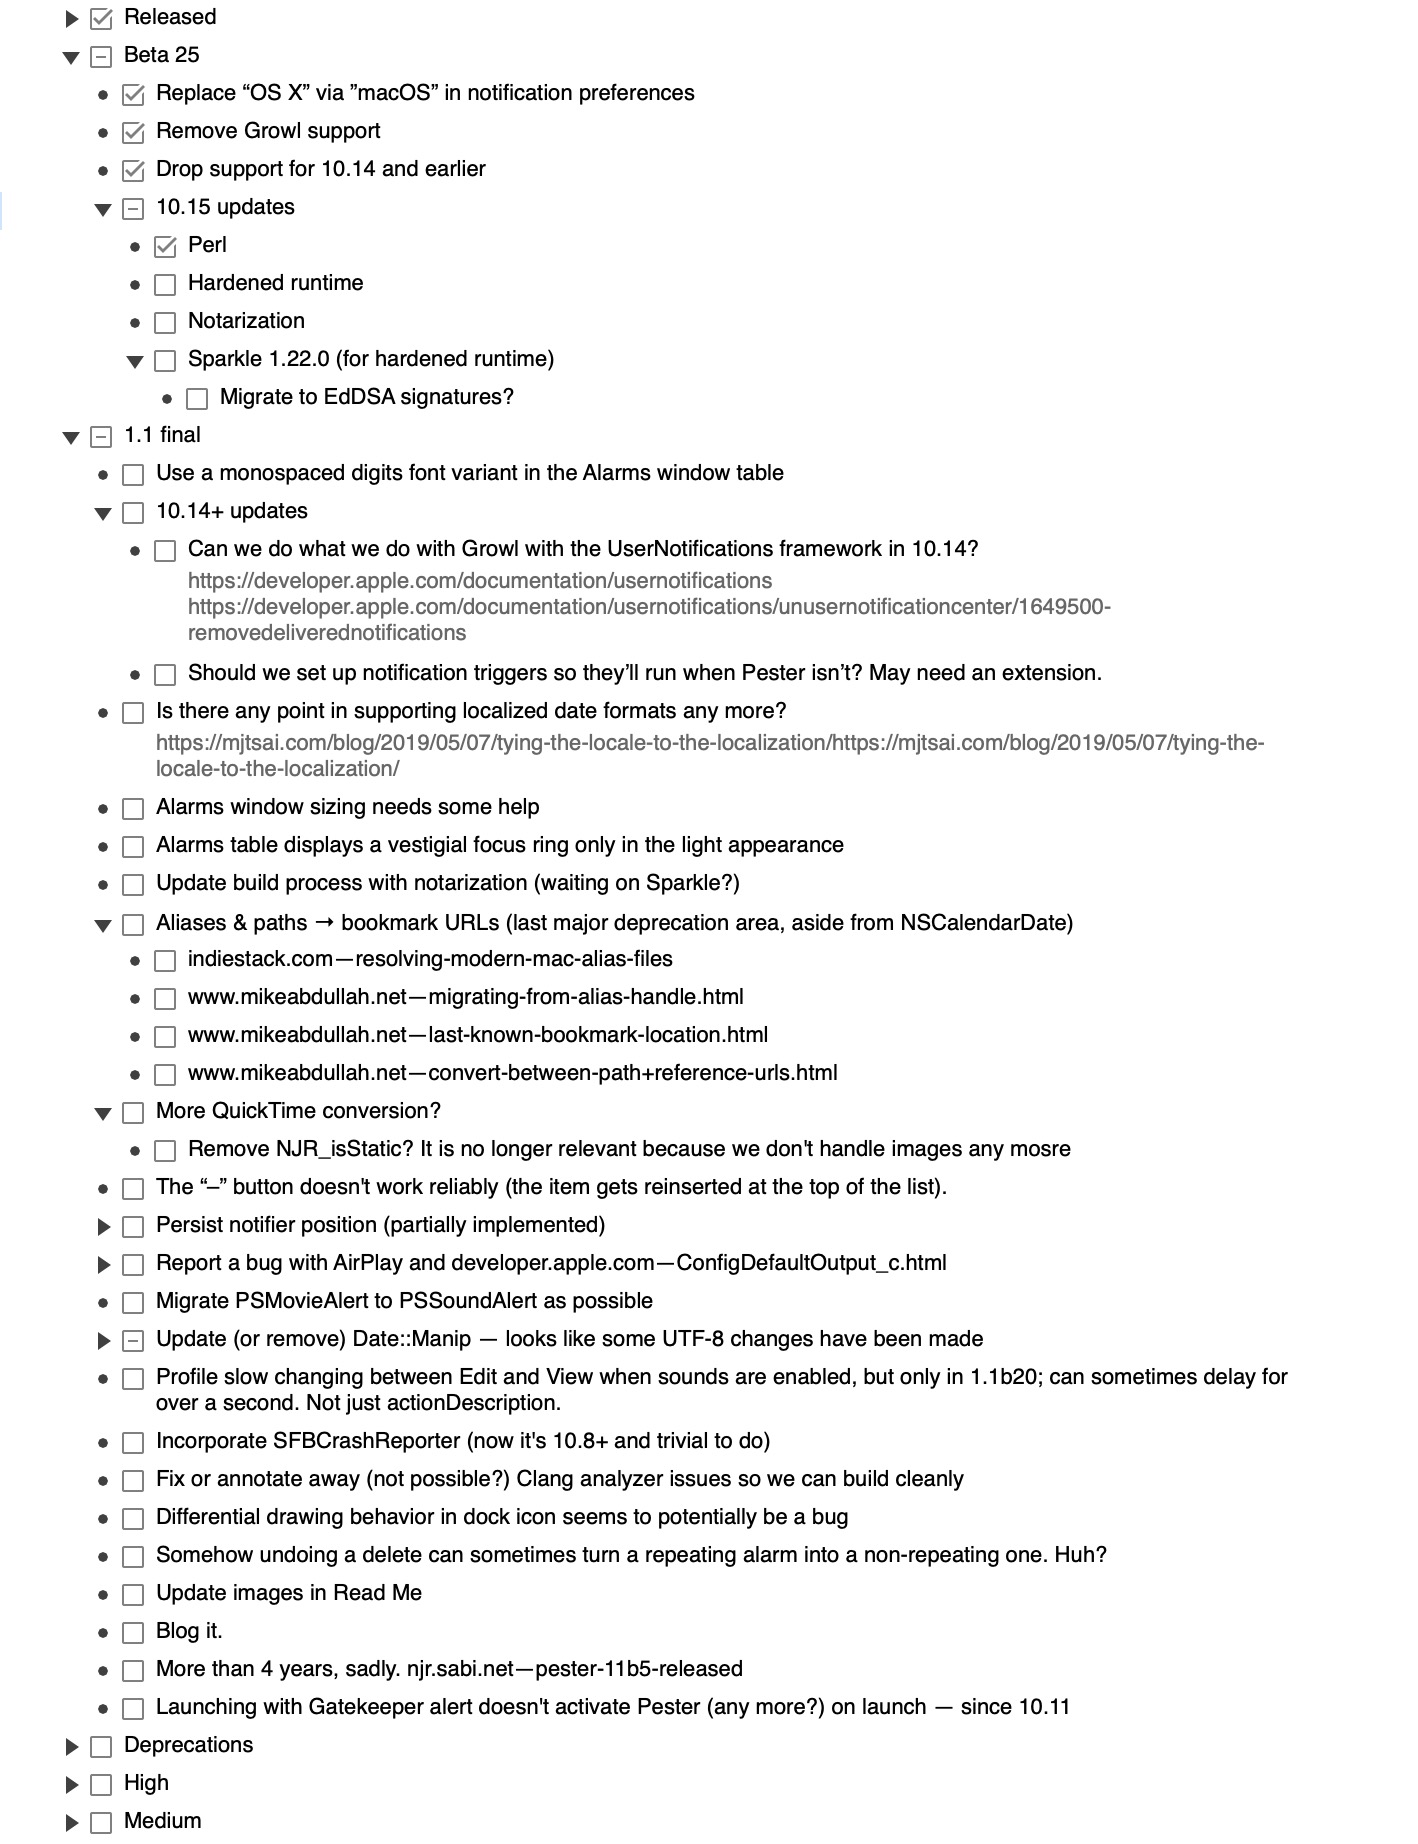 Released
Beta 25
Replace “OS X” via ”macOS” in notification preferences
Remove Growl support
Drop support for 10.14 and earlier
10.15 updates
Perl
Hardened runtime
Notarization
Sparkle 1.22.0 (for hardened runtime)
Migrate to EdDSA signatures?
1.1 final
Use a monospaced digits font variant in the Alarms window table
10.14+ updates
Can we do what we do with Growl with the UserNotifications framework in 10.14?
https://developer.apple.com/documentation/usernotifications
https://developer.apple.com/documentation/usernotifications/unusernotificationcenter/1649500-
removedeliverednotifications
Should we set up notification triggers so they’ll run when Pester isn’t? May need an extension.
Is there any point in supporting localized date formats any more?
https://mjtsai.com/blog/2019/05/07/tying-the-locale-to-the-localization/https://mjtsai.com/blog/2019/05/07/tying-the-
locale-to-the-localization/
Alarms window sizing needs some help
Alarms table displays a vestigial focus ring only in the light appearance
Update build process with notarization (waiting on Sparkle?)
Aliases & paths → bookmark URLs (last major deprecation area, aside from NSCalendarDate)
indiestack.com—resolving-modern-mac-alias-files
www.mikeabdullah.net—migrating-from-alias-handle.html
www.mikeabdullah.net—last-known-bookmark-location.html
www.mikeabdullah.net—convert-between-path+reference-urls.html
More QuickTime conversion?
Remove NJR_isStatic? It is no longer relevant because we don't handle images any mosre
The “–” button doesn't work reliably (the item gets reinserted at the top of the list).
Persist notifier position (partially implemented)
Report a bug with AirPlay and developer.apple.com—ConfigDefaultOutput_c.html
Migrate PSMovieAlert to PSSoundAlert as possible
Update (or remove) Date::Manip — looks like some UTF-8 changes have been made
Profile slow changing between Edit and View when sounds are enabled, but only in 1.1b20; can sometimes delay for
over a second. Not just actionDescription.
Incorporate SFBCrashReporter (now it's 10.8+ and trivial to do)
Fix or annotate away (not possible?) Clang analyzer issues so we can build cleanly
Differential drawing behavior in dock icon seems to potentially be a bug
Somehow undoing a delete can sometimes turn a repeating alarm into a non-repeating one. Huh?
Update images in Read Me
Blog it.
More than 4 years, sadly. njr.sabi.net—pester-11b5-released
Launching with Gatekeeper alert doesn't activate Pester (any more?) on launch — since 10.11
Deprecations
High
Medium